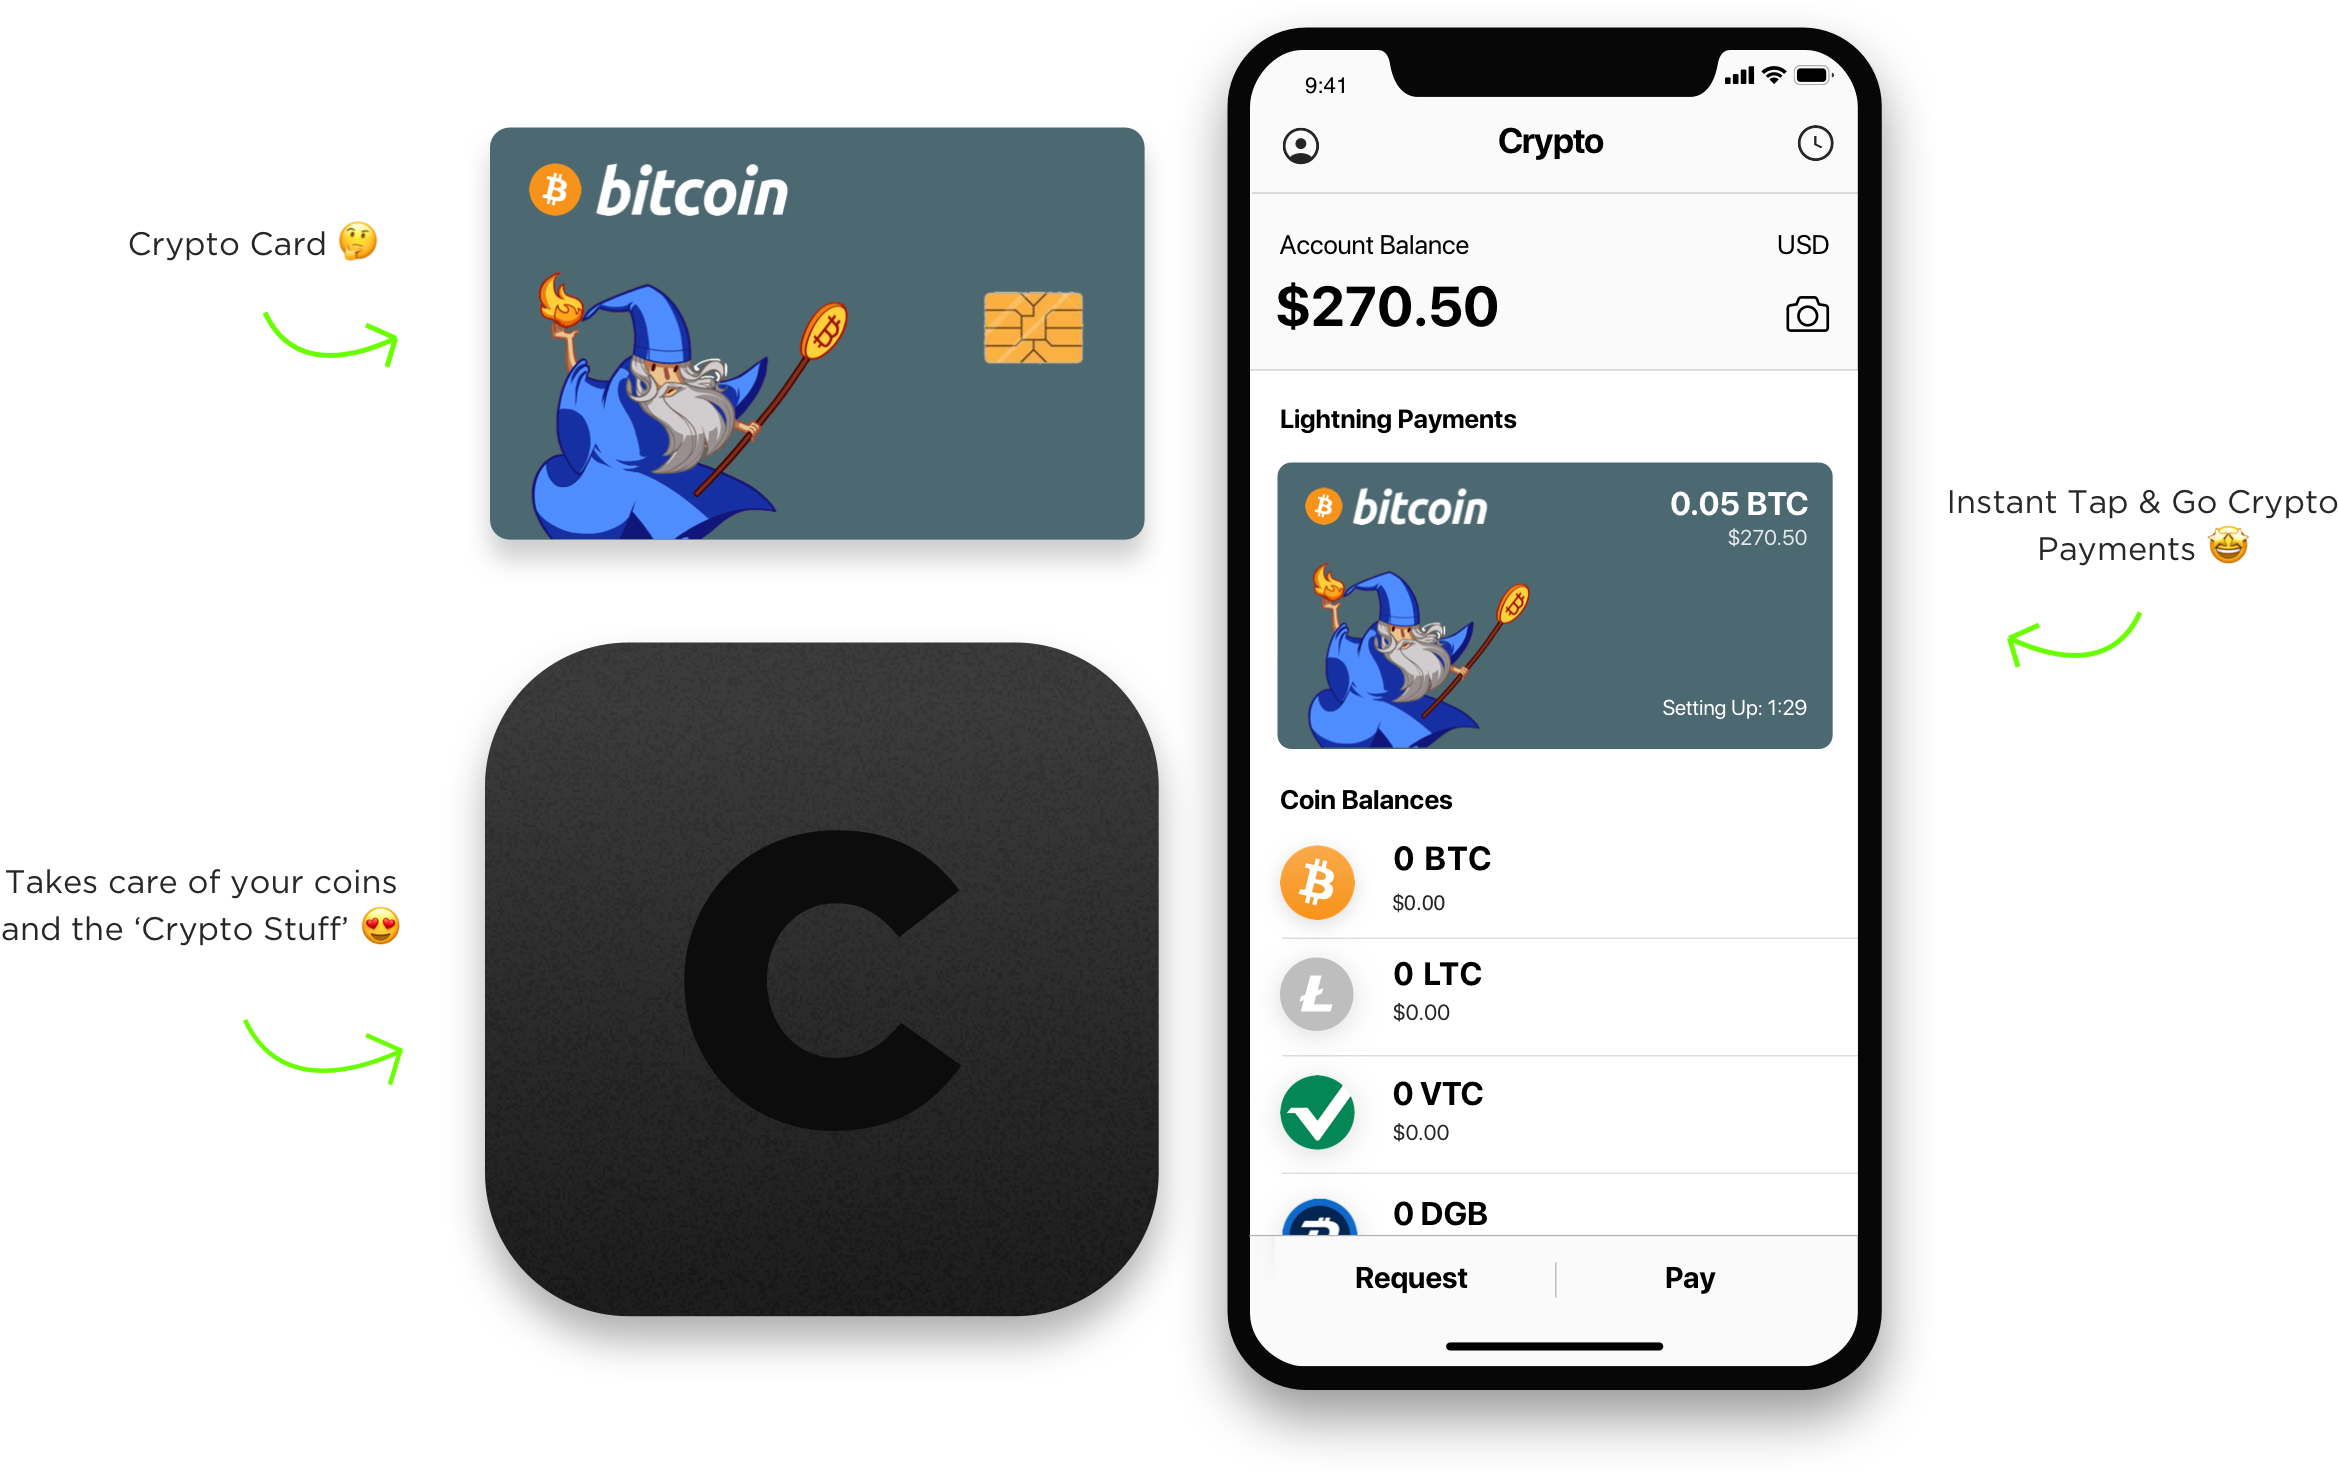 Crypto Card 🤔
bitcoin
Takes care of your coins
and the ‘Crypto Stuff’ 😍
C
9:41
Crypto
Account Balance
USD
$270.50
Lightning Payments
bitcoin
0.05 BTC
$270.50
Setting Up: 1:29
Coin Balances
0 BTC
$0.00
0 LTC
$0.00
0 VTC
$0.00
0 DGB
Request
Pay
Instant Tap & Go Crypto
Payments 🤩